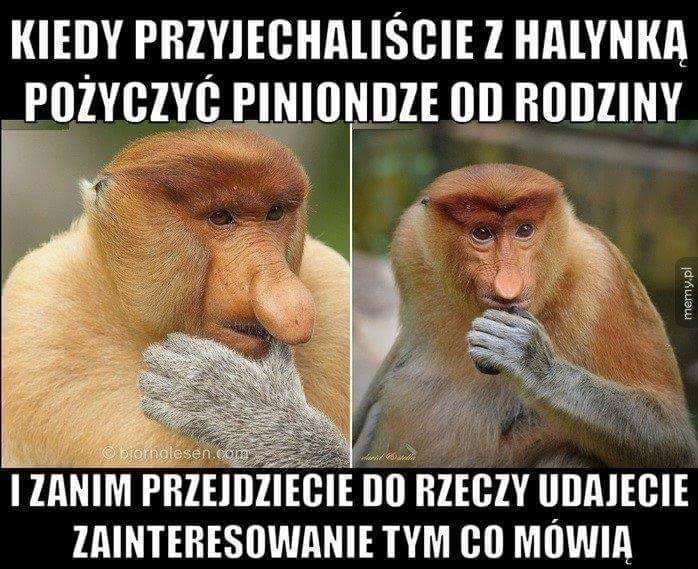 KIEDY PRZYJECHALIŚCIE Z HALYNKĄ
POŻYCZYĆ PINIONDZE OD RODZINY
memy.pl
© bjornolesen.com
I ZANIM PRZEJDZIECIE DO RZECZY UDAJECIE
ZAINTERESOWANIE TYM CO MÓWIĄ